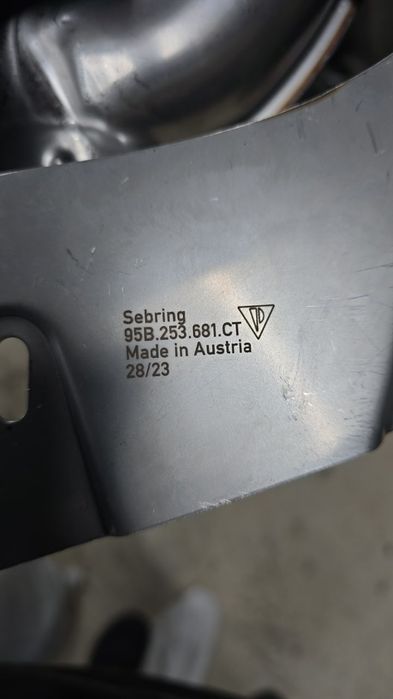 Sebring
95B.253.681.CT
Made in Austria
28/23